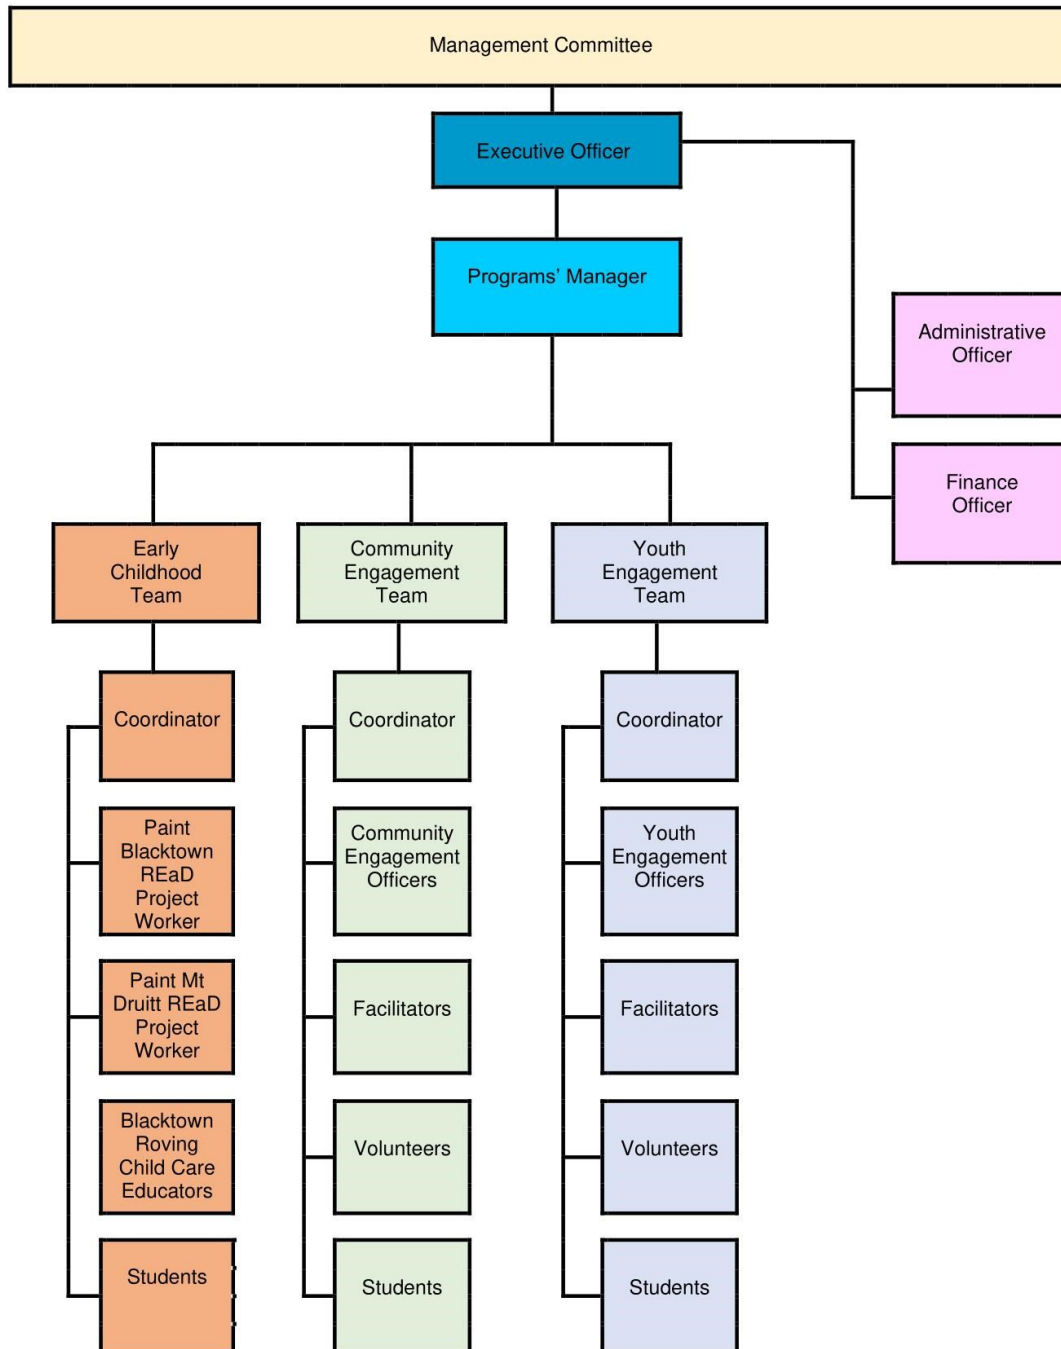 Management Committee
Executive Officer
Programs’ Manager
Administrative
Officer
Finance
Officer
Early
Childhood
Team
Community
Engagement
Team
Youth
Engagement
Team
Coordinator
Paint
Blacktown
REaD
Project
Worker
Paint Mt
Druitt REaD
Project
Worker
Blacktown
Roving
Child Care
Educators
Students
Coordinator
Community
Engagement
Officers
Facilitators
Volunteers
Students
Coordinator
Youth
Engagement
Officers
Facilitators
Volunteers
Students